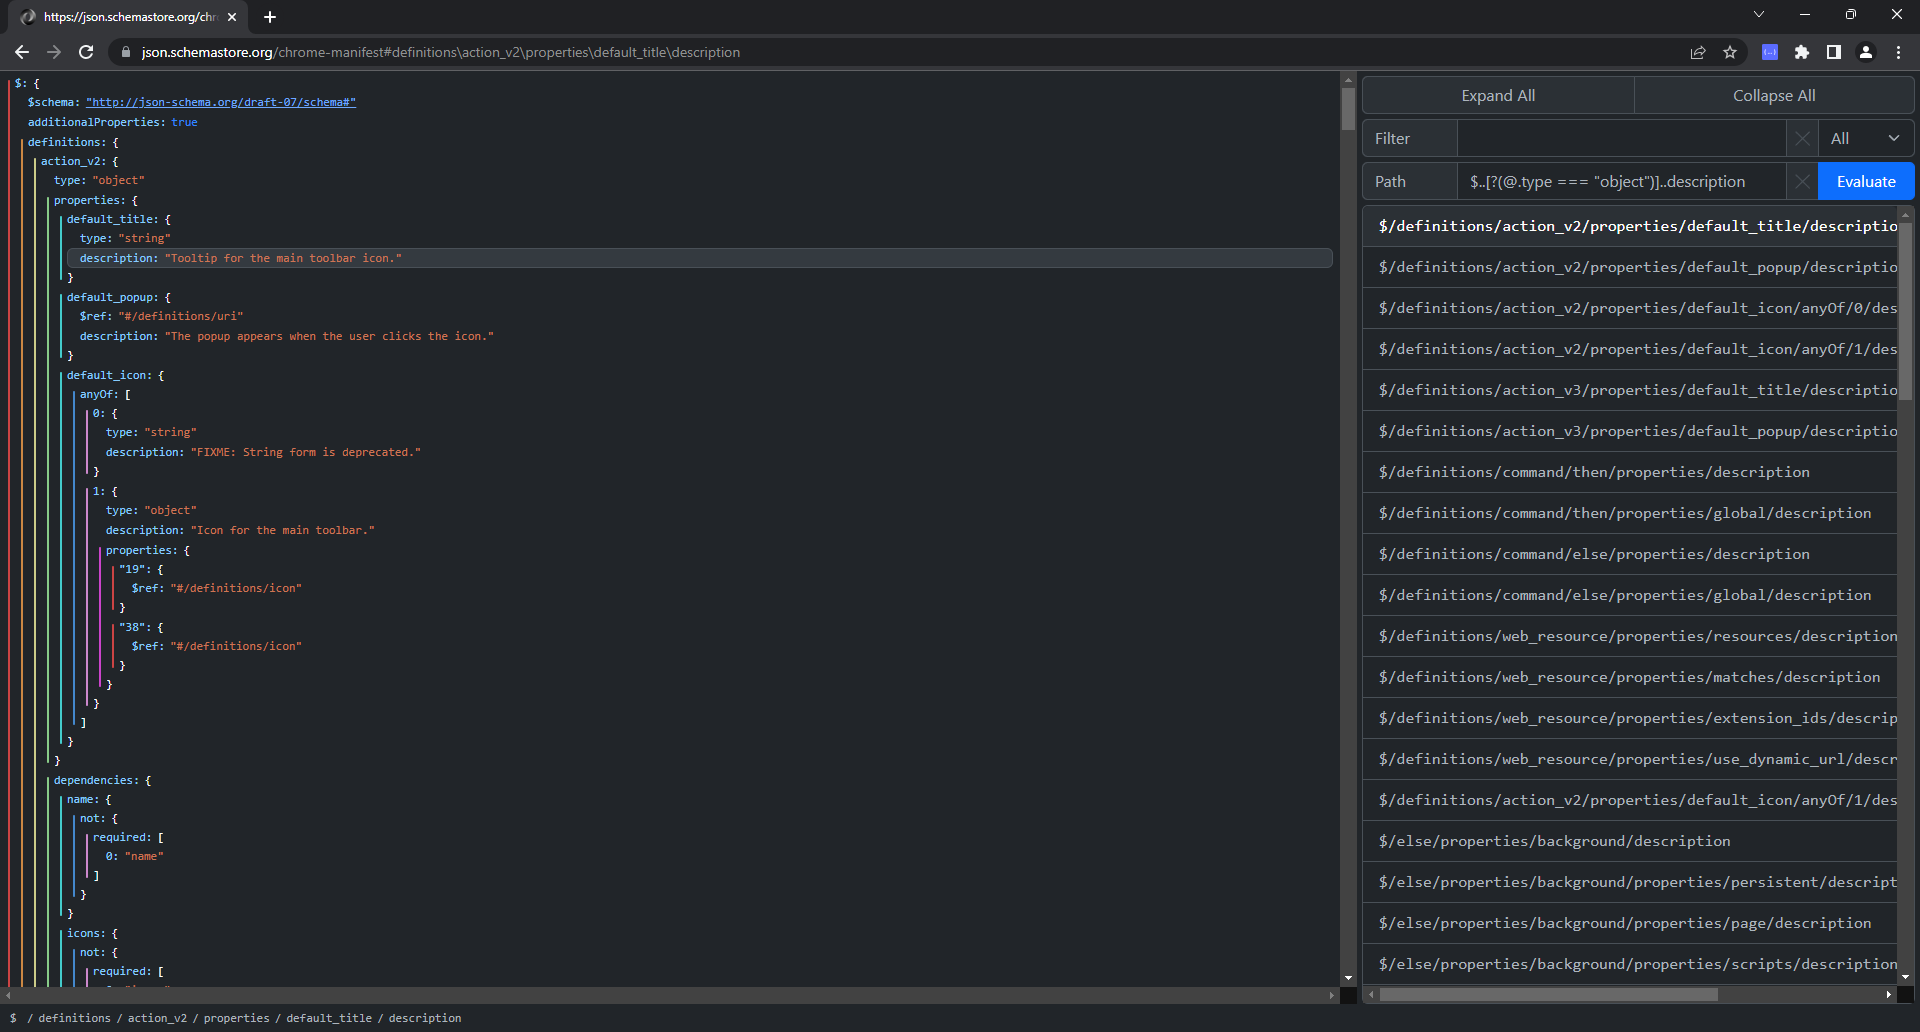 https://json.schemastore.org/chr
json.schemastore.org/chrome-manifest#definitions\action_v2\properties\default_title\description
$: {
$schema: "http://json-schema.org/draft-07/schema#"
additionalProperties: true
definitions: {
action_v2: {
type: "object"
properties: {
default_title: {
type: "string"
description: "Tooltip for the main toolbar icon."
}
default_popup: {
$ref: "#/definitions/uri"
description: "The popup appears when the user clicks the icon."
}
default_icon: {
anyOf: [
0: {
type: "string"
description: "FIXME: String form is deprecated."
}
1: {
type: "object"
description: "Icon for the main toolbar."
properties: {
"19": {
$ref: "#/definitions/icon"
}
"38": {
$ref: "#/definitions/icon"
}
}
}
]
}
}
dependencies: {
name: {
not: {
required: [
0: "name"
]
}
}
icons: {
not: {
required: [
Expand All
Collapse All
Filter
All
Path
$..[?(@.type === "object")]..description
Evaluate
$/definitions/action_v2/properties/default_title/descriptio
$/definitions/action_v2/properties/default_popup/descriptio
$/definitions/action_v2/properties/default_icon/anyOf/0/des
$/definitions/action_v2/properties/default_icon/anyOf/1/des
$/definitions/action_v3/properties/default_title/descriptio
$/definitions/action_v3/properties/default_popup/descriptio
$/definitions/command/then/properties/description
$/definitions/command/then/properties/global/description
$/definitions/command/else/properties/description
$/definitions/command/else/properties/global/description
$/definitions/web_resource/properties/resources/description
$/definitions/web_resource/properties/matches/description
$/definitions/web_resource/properties/extension_ids/descrip
$/definitions/web_resource/properties/use_dynamic_url/descr
$/definitions/action_v2/properties/default_icon/anyOf/1/des
$/else/properties/background/description
$/else/properties/background/properties/persistent/descript
$/else/properties/background/properties/page/description
$/else/properties/background/properties/scripts/description
$ / definitions / action_v2 / properties / default_title / description